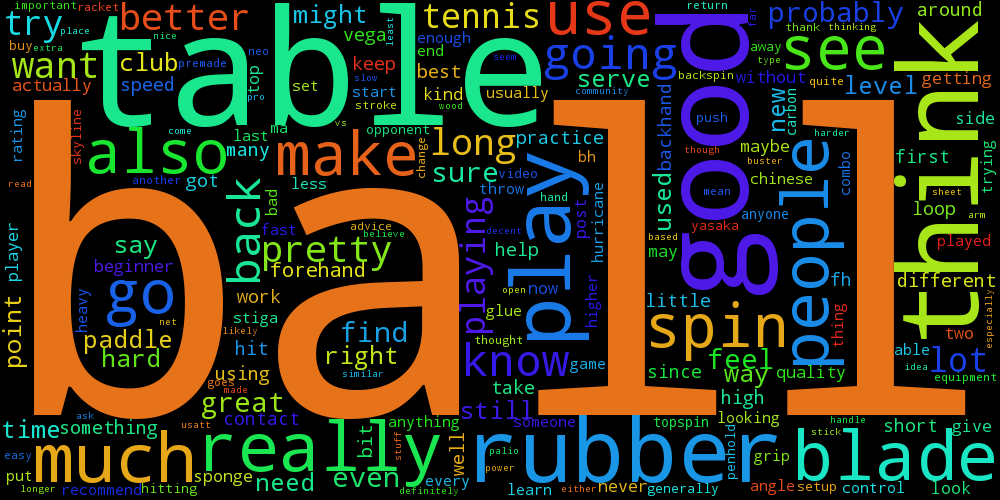 important
racket
try
place
buy
extra
better
nice
might
vega
least
tennis
use
return
good
far
probably
around
thank
thinking
think
table
want
actually
club
speed
premade
neo
top
pro
set
keep
slow
start
stroke
vs
enough
end
best
kind
wood
usually
seem
going
serve
backspin
community
see
away
type
without
quite
level
getting
rating
skyline
also
come
another
got
last
many
ma
make
opponent
change
long
sure
practice
bh
video
throw
hand
play
post
hurricane
backhand
used
push
though
mean
new
carbon
maybe
buster
chinese
anyone
people
combo
harder
side
first
trying
loop
sheet
arm
played
read
player
point
ball
say
beginner
go
heavy
net
paddle
hard
back
bad
less
fast
pretty
forehand
advice
believe
work
stiga
likely
hit
find
right
similar
using
goes
made
great
contact
playing
decent
help
open
now
glue
thought
higher
know
game
take
still
someone
based
may
yasaka
little
spin
feel
since
way
high
looking
quality
fh
thing
different
two
especially
able
idea
lot
equipment
time
ask
something
usatt
easy
put
longer
much
recommend
hitting
sponge
really
need
even
bit
anything
stuff
definitely
well
every
palio
power
rubber
learn
either
never
generally
topspin
penhold
grip
angle
setup
handle
stick
blade
control
short
give
look